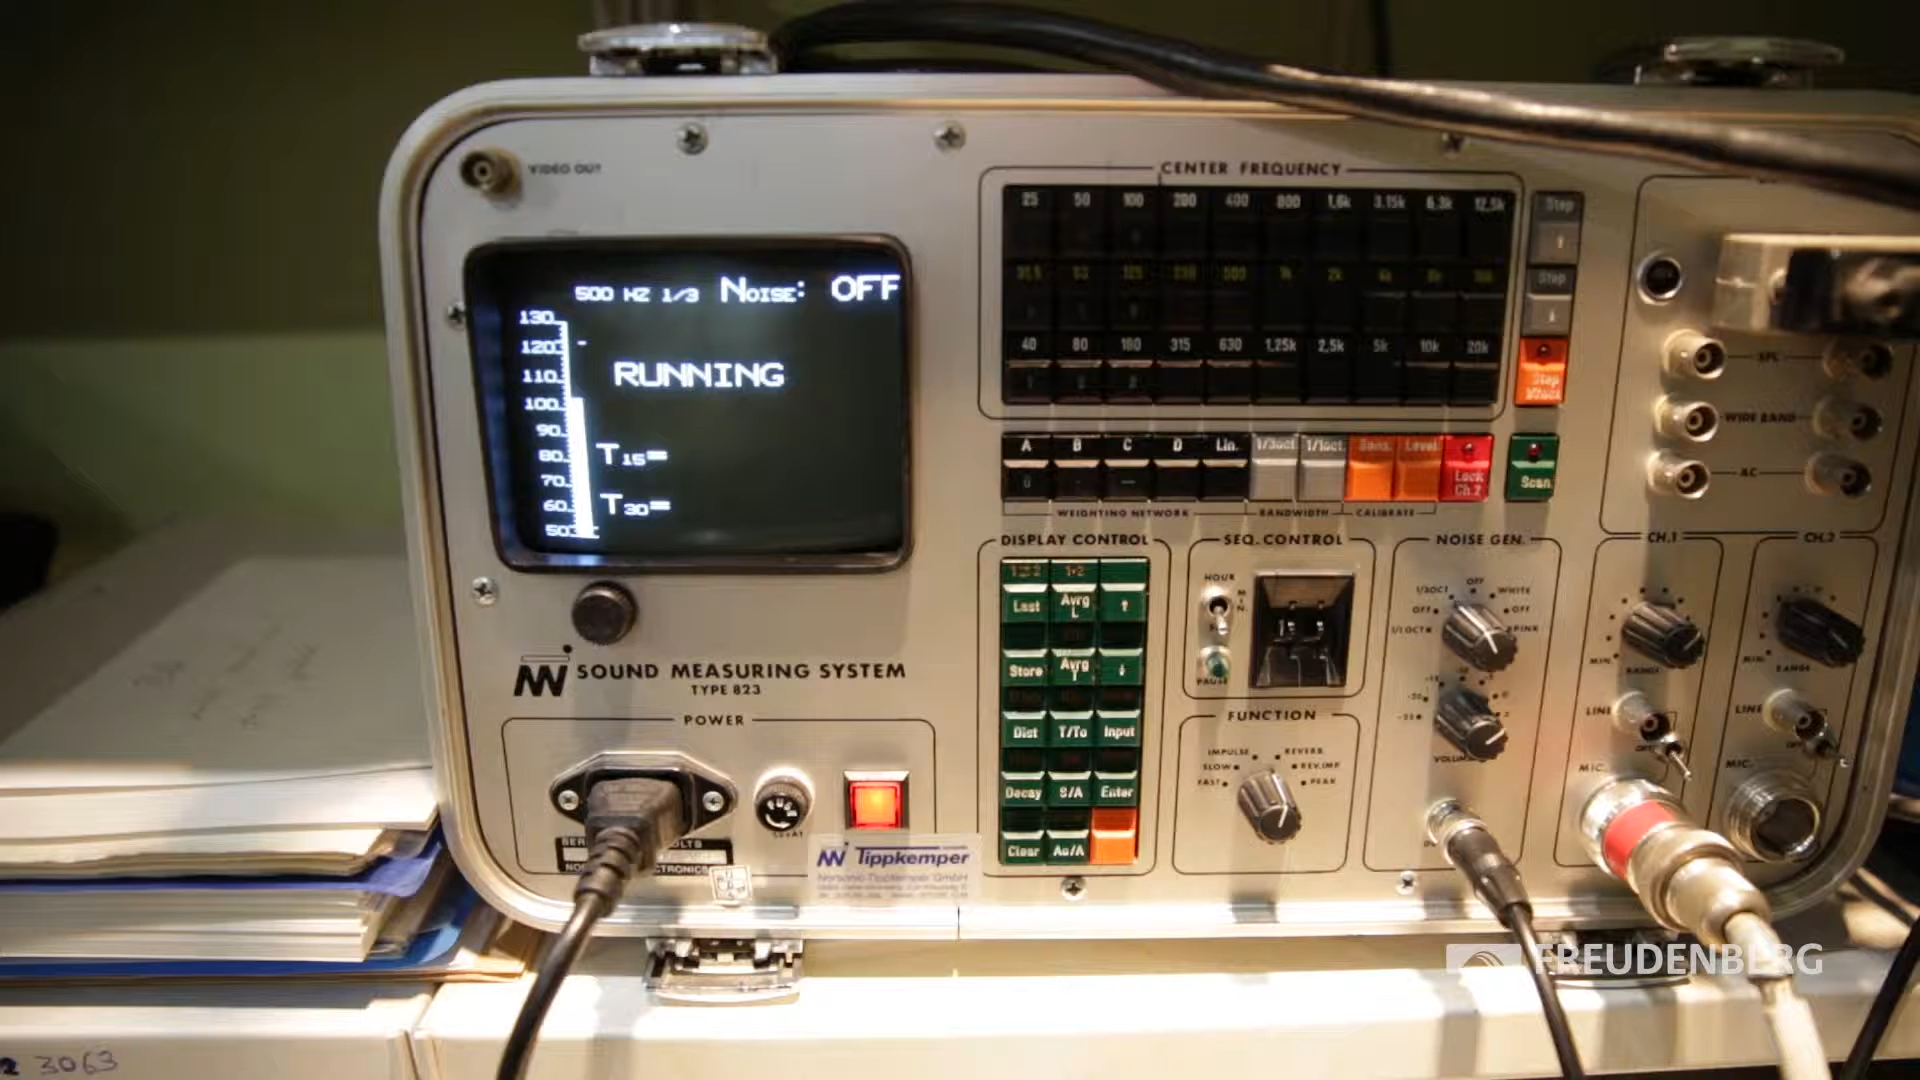 VIDEO OUT
500 HZ 1/3 NOISE: OFF
130
120
110
100
90
80
70
60
50
RUNNING
T15=
T30=
SOUND MEASURING SYSTEM
TYPE 823
POWER
Tippkemper
Norsonic-Tippkemper GmbH
CENTER FREQUENCY
25 50 100 200 400 800 1,6k 3,15k 6,3k 12,5k
31,5 63 125 250 500 1k 2k 4k 8k 16k
40 80 160 315 630 1,25k 2,5k 5k 10k 20k
Step
Step
A B C D Lin. 1/3oct. 1/1oct. Sens. Level Lock Ch.2
Scan
WEIGHTING NETWORK BANDWIDTH CALIBRATE
DISPLAY CONTROL
Last Avrg L
Store Avrg T
Dist T/To Input
Decay S/A Enter
Clear Au/A
SEQ. CONTROL
HOUR
PAUSE
FUNCTION
IMPULSE REVERB
SLOW REV.IMP
FAST PEAK
NOISE GEN.
OFF
1/3OCT WHITE
OFF OFF
1/1OCT PINK
VOLUME
SPL
WIDE BAND
AC
CH.1
MIN.
RANGE
LINE
MIC.
CH.2
MIN.
RANGE
LINE
MIC.
FREUDENBERG
3063